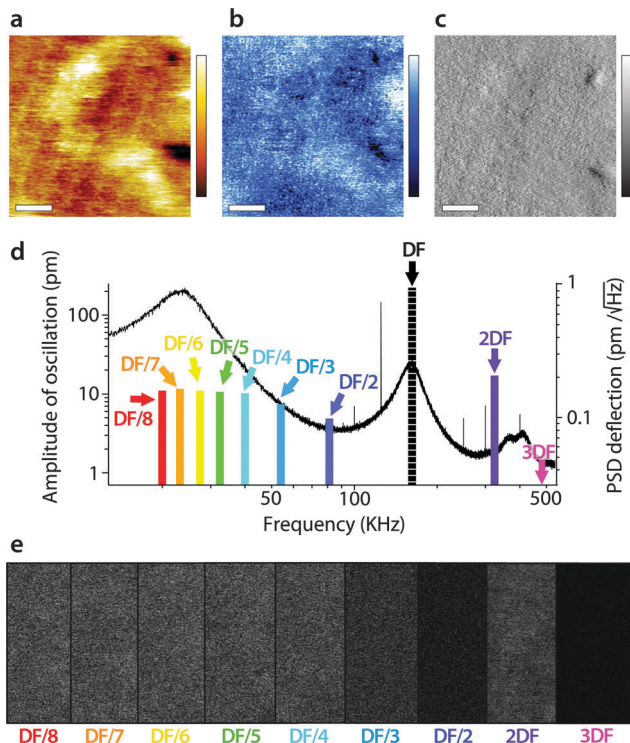 a
b
c
d
DF
Amplitude of oscillation (pm)
100
10
1
DF/8
DF/7
DF/6
DF/5
DF/4
DF/3
DF/2
2DF
3DF
1
0.1
PSD deflection (pm /√Hz)
50
100
500
Frequency (KHz)
e
DF/8 DF/7 DF/6 DF/5 DF/4 DF/3 DF/2 2DF 3DF